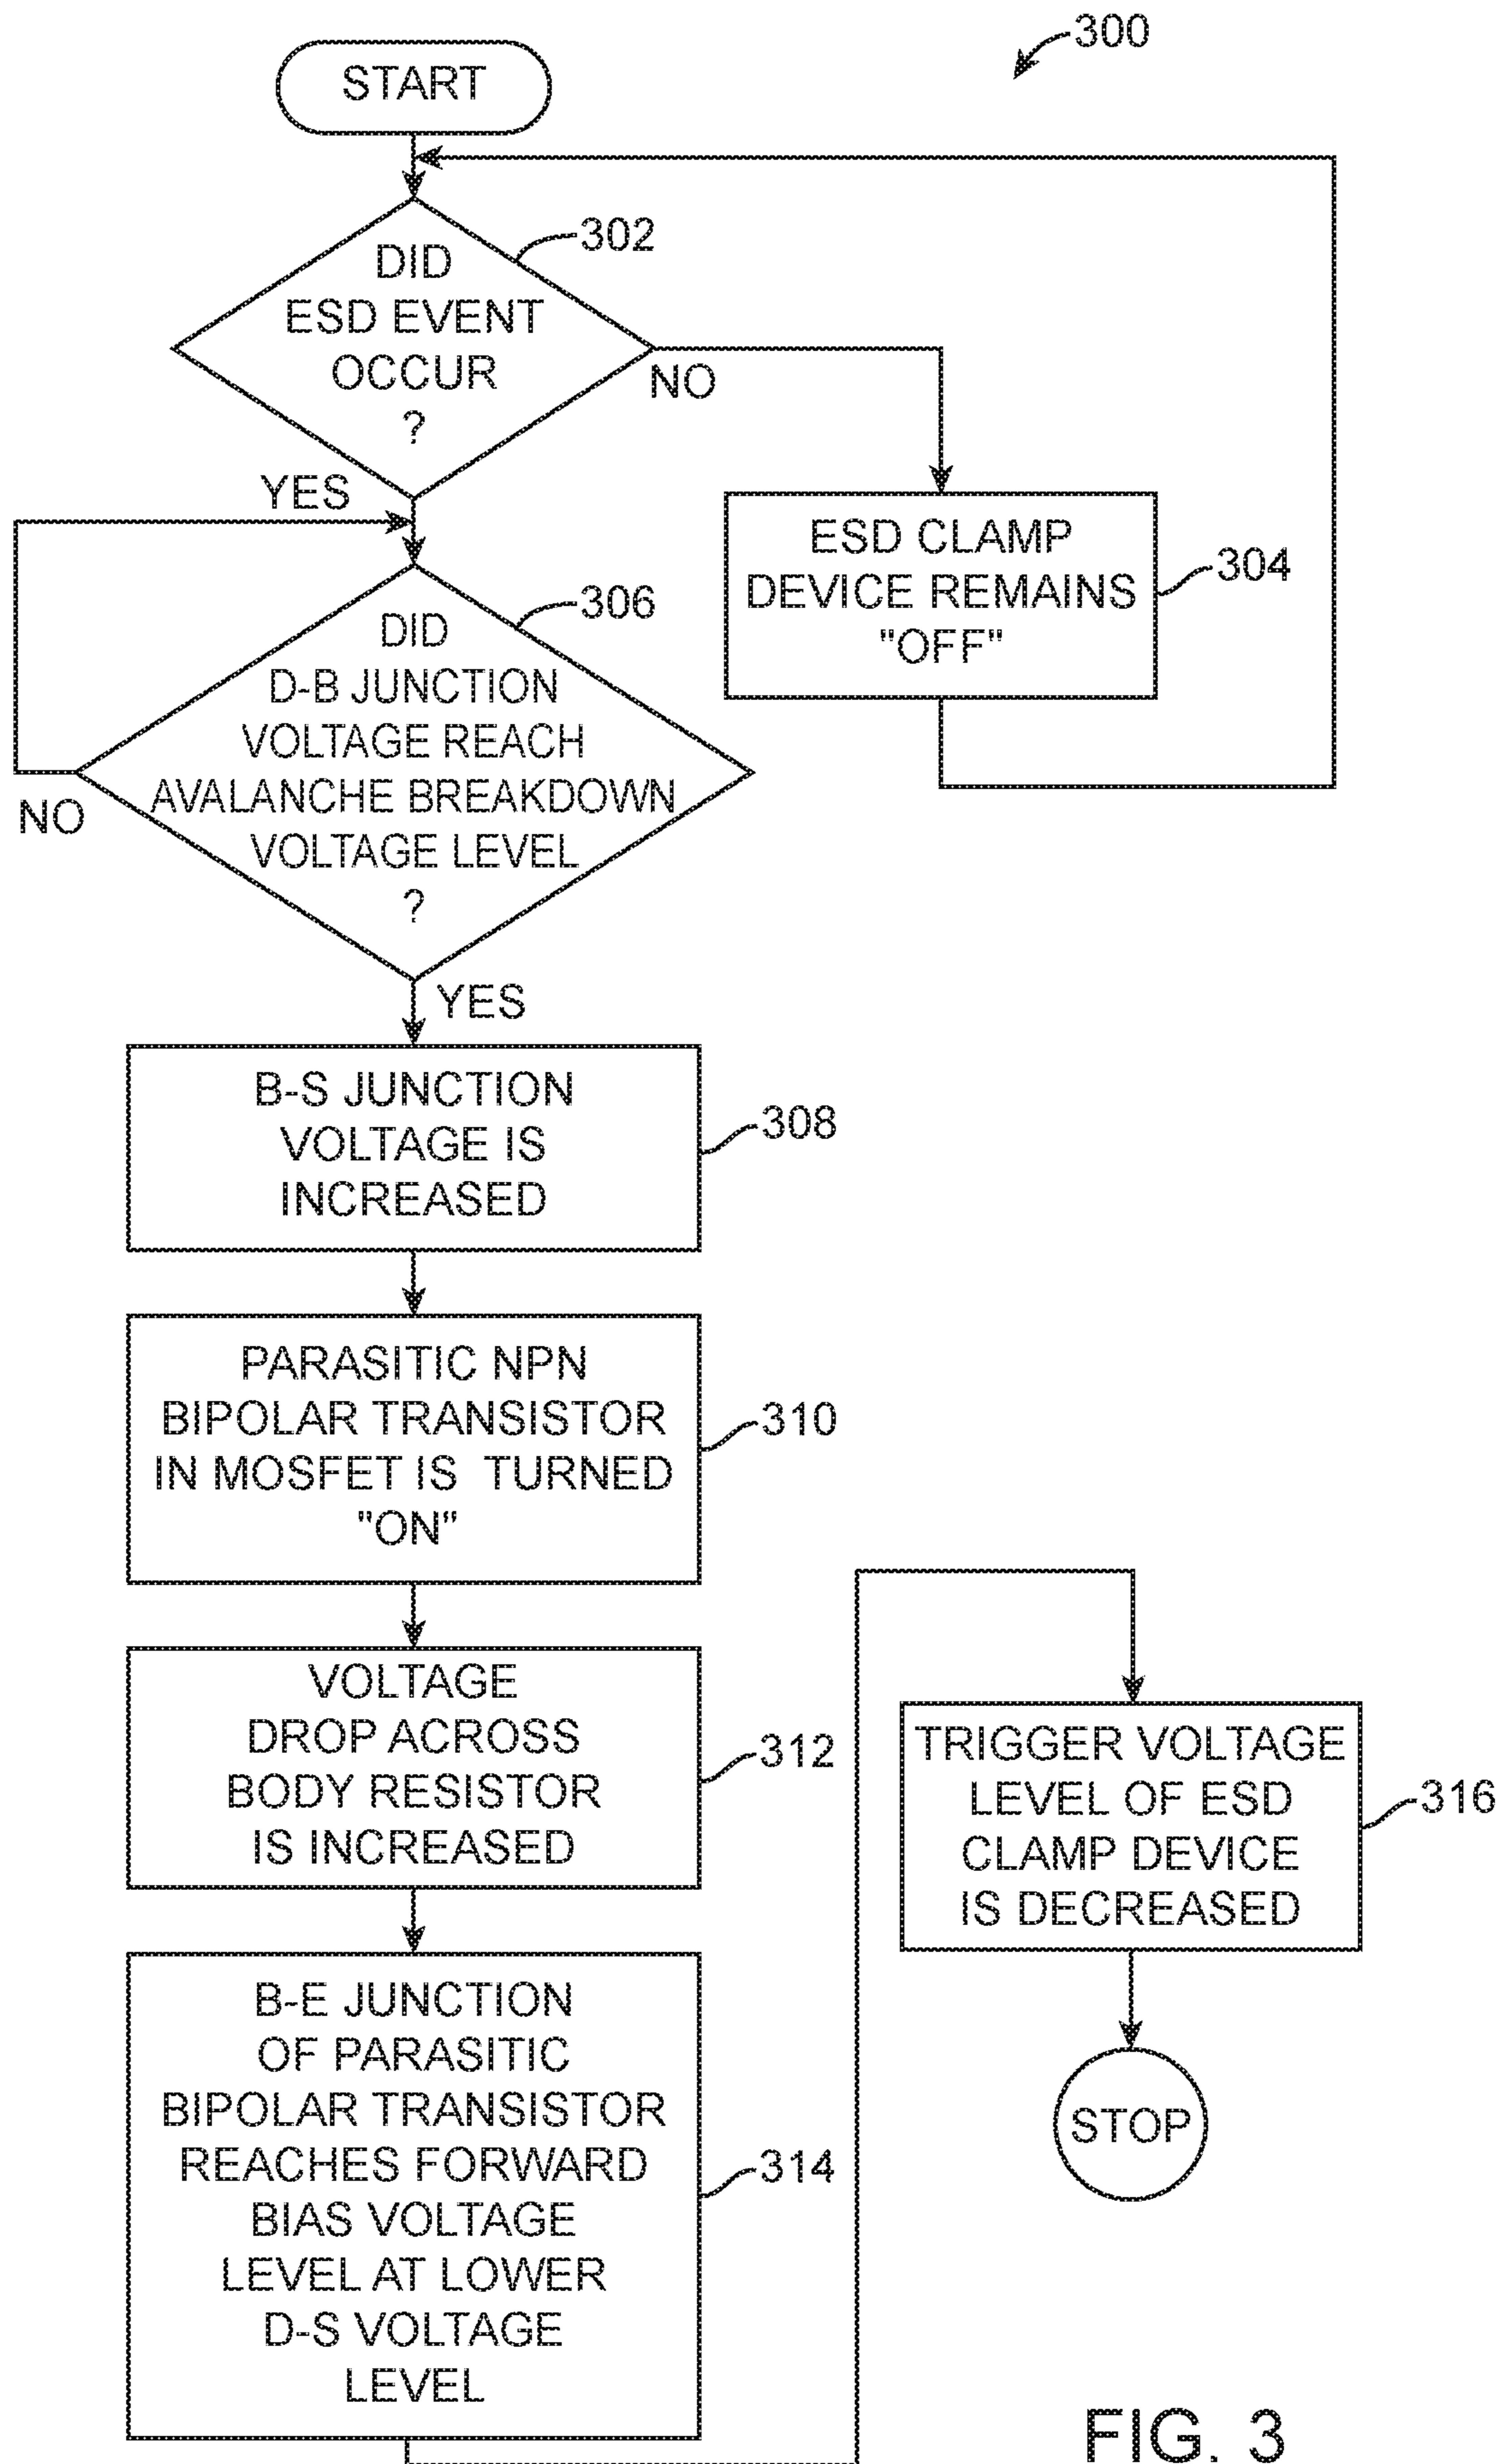 300
START
302
DID
ESD EVENT
OCCUR
?
NO
YES
ESD CLAMP
DEVICE REMAINS
"OFF"
304
306
DID
D-B JUNCTION
VOLTAGE REACH
AVALANCHE BREAKDOWN
VOLTAGE LEVEL
?
NO
YES
B-S JUNCTION
VOLTAGE IS
INCREASED
308
PARASITIC NPN
BIPOLAR TRANSISTOR
IN MOSFET IS TURNED
"ON"
310
VOLTAGE
DROP ACROSS
BODY RESISTOR
IS INCREASED
312
B-E JUNCTION
OF PARASITIC
BIPOLAR TRANSISTOR
REACHES FORWARD
BIAS VOLTAGE
LEVEL AT LOWER
D-S VOLTAGE
LEVEL
314
TRIGGER VOLTAGE
LEVEL OF ESD
CLAMP DEVICE
IS DECREASED
316
STOP
FIG. 3